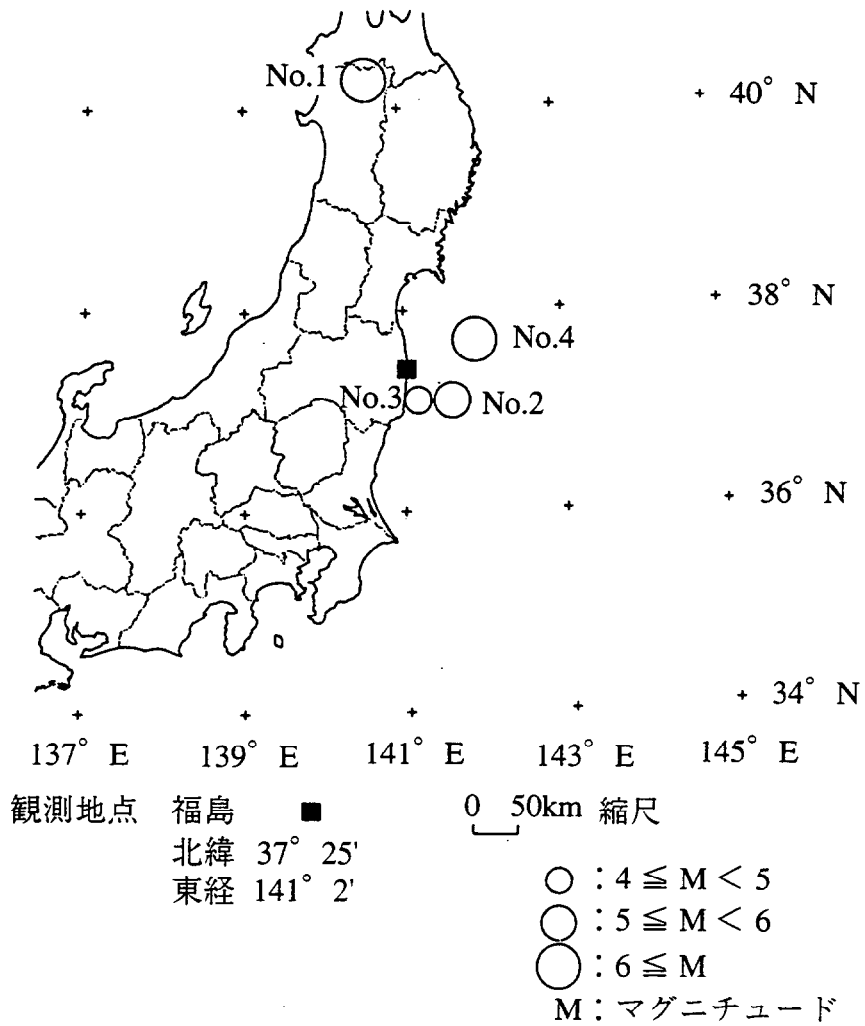 No.1
40° N
38° N
No.4
No.3
No.2
36° N
34° N
137° E 139° E 141° E 143° E 145° E
観測地点 福島 ■
北緯 37° 25'
東経 141° 2'
0 50km 縮尺
○ : 4 ≦ M < 5
○ : 5 ≦ M < 6
○ : 6 ≦ M
M : マグニチュード